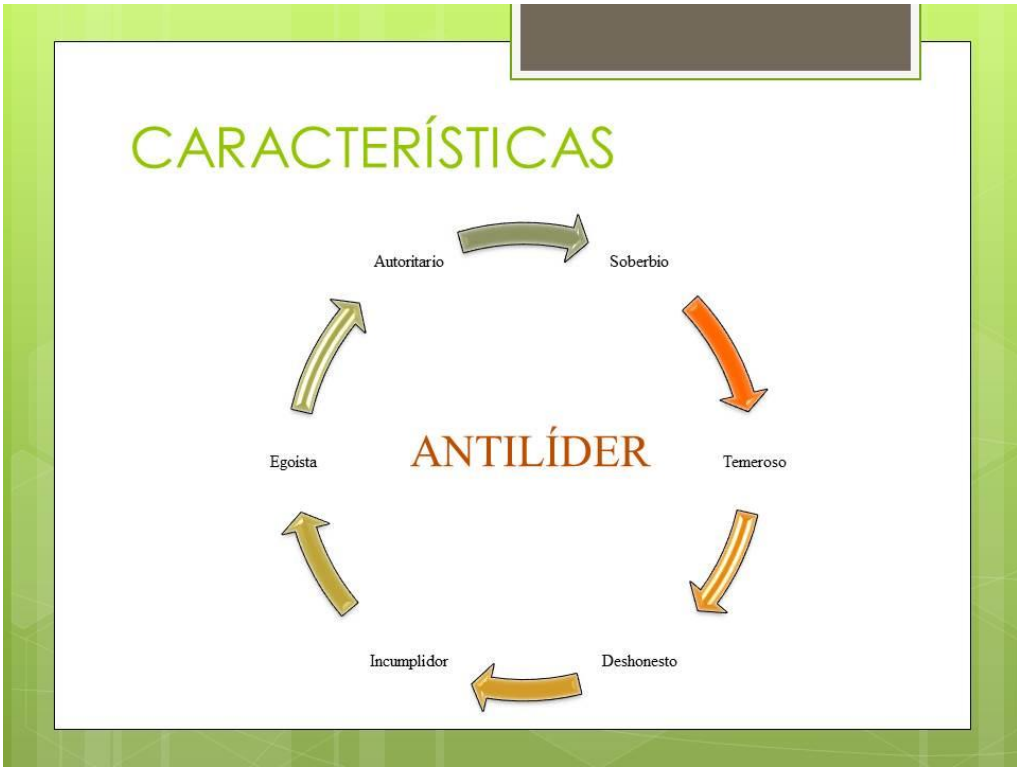 CARACTERÍSTICAS
Autoritario
Soberbio
Egoista
ANTILÍDER
Temeroso
Incumplidor
Deshonesto